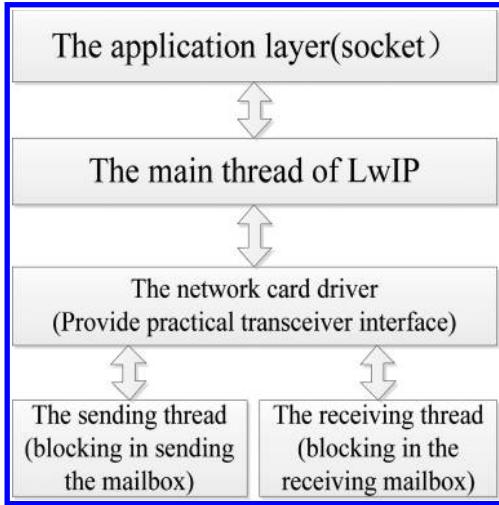 The application layer(socket）
The main thread of LwIP
The network card driver
(Provide practical transceiver interface)
The sending thread
(blocking in sending
the mailbox)
The receiving thread
(blocking in the
receiving mailbox)